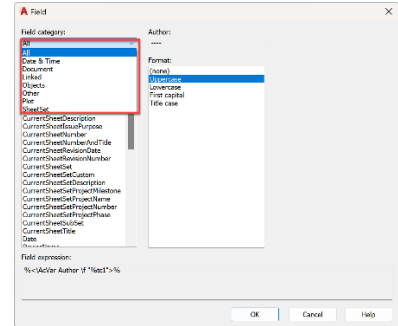 A Field
Field category:
All
All
Date & Time
Document
Linked
Objects
Other
Plot
SheetSet
CurrentSheetDescription
CurrentSheetIssuePurpose
CurrentSheetNumber
CurrentSheetNumberAndTitle
CurrentSheetRevisionDate
CurrentSheetRevisionNumber
CurrentSheetSet
CurrentSheetSetCustom
CurrentSheetSetDescription
CurrentSheetSetProjectMilestone
CurrentSheetSetProjectName
CurrentSheetSetProjectNumber
CurrentSheetSetProjectPhase
CurrentSheetSubSet
CurrentSheetTitle
Date
Author:
----
Format:
(none)
Uppercase
Lowercase
First capital
Title case
Field expression:
%<\AcVar Author \f "%tc1">%
OK
Cancel
Help